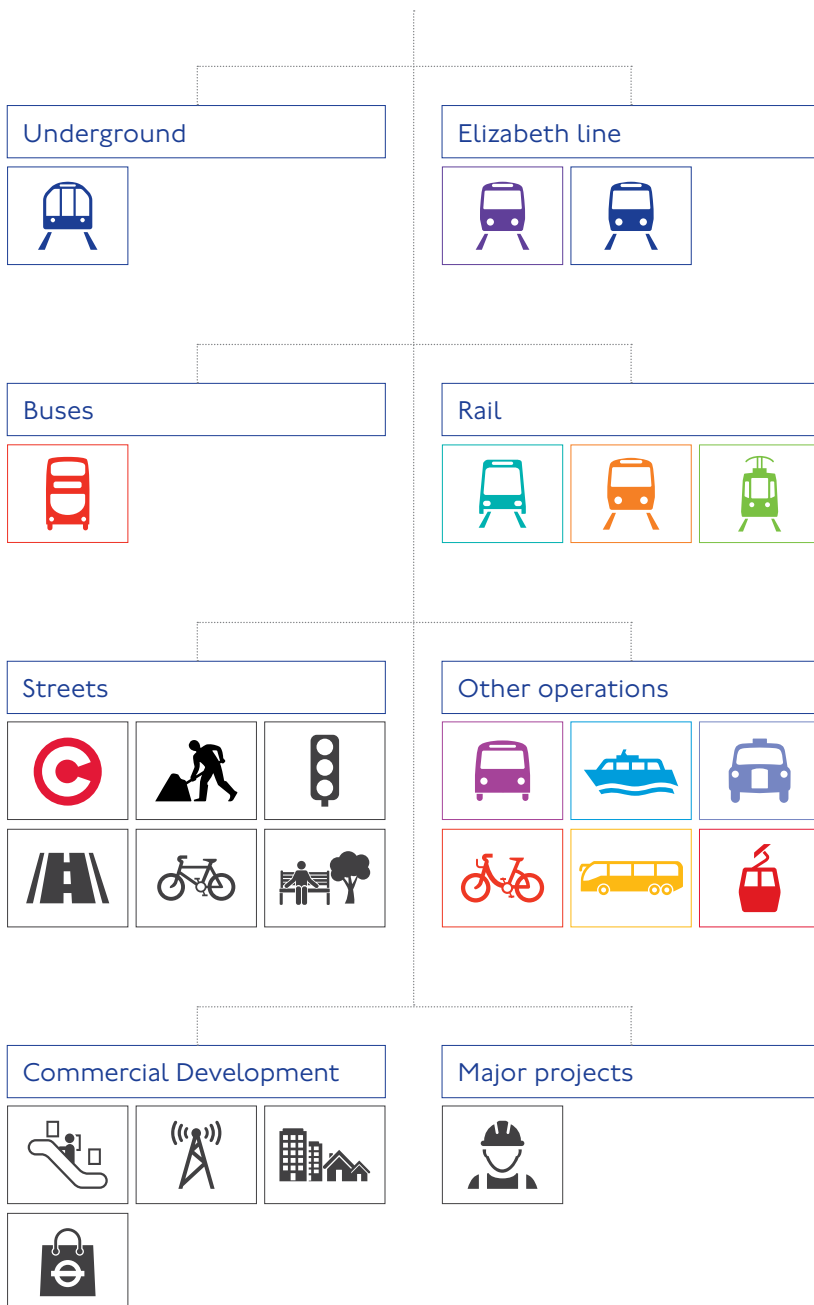 Underground
Elizabeth line
Buses
Rail
Streets
Other operations
Commercial Development
Major projects